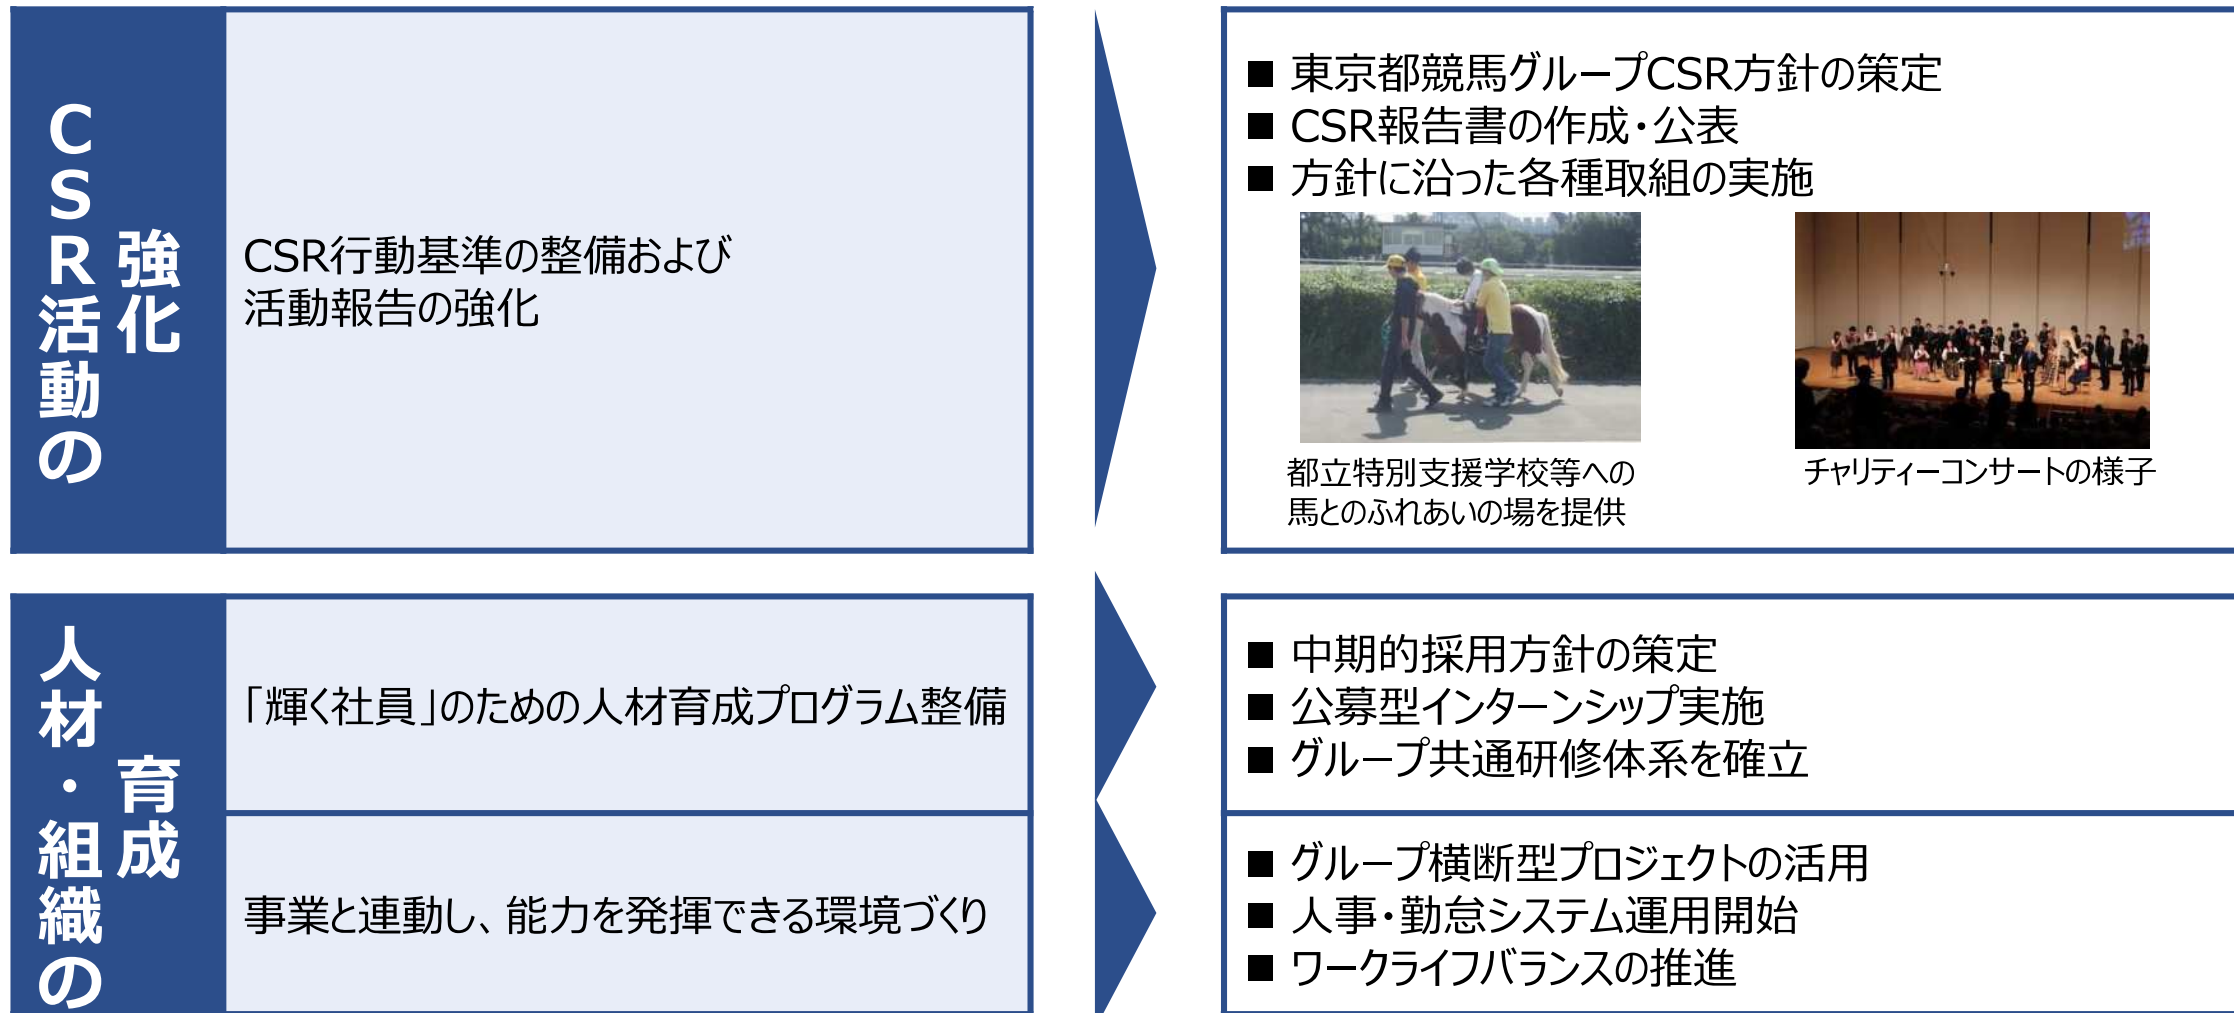 CSR活動の
強化
CSR行動基準の整備および
活動報告の強化
■ 東京都競馬グループCSR方針の策定
■ CSR報告書の作成・公表
■ 方針に沿った各種取組の実施
都立特別支援学校等への
馬とのふれあいの場を提供
チャリティーコンサートの様子
人材・組織の
育成
「輝く社員」のための人材育成プログラム整備
■ 中期的採用方針の策定
■ 公募型インターンシップ実施
■ グループ共通研修体系を確立
事業と連動し、能力を発揮できる環境づくり
■ グループ横断型プロジェクトの活用
■ 人事・勤怠システム運用開始
■ ワークライフバランスの推進